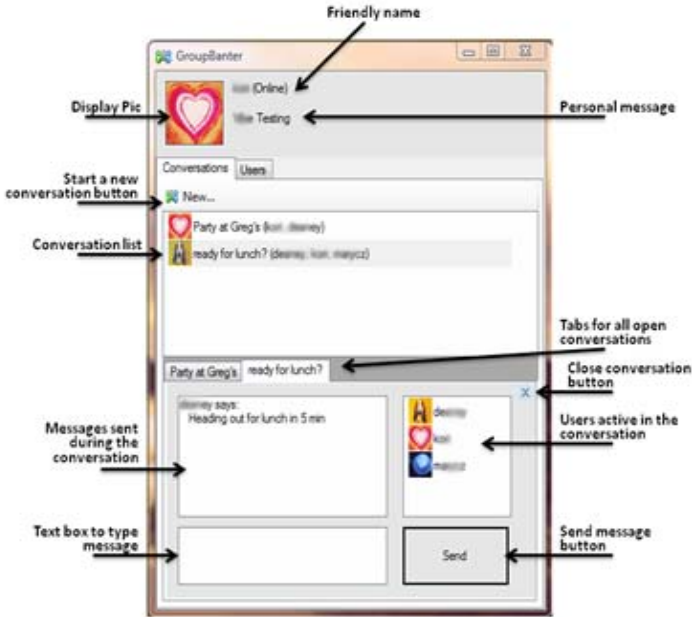 Friendly name
GroupBanter
(Online)
Display Pic
Testing
Personal message
Conversations Users
Start a new
conversation button
New...
Party at Greg's
Conversation list
ready for lunch?
Tabs for all open
conversations
Party at Greg's ready for lunch?
Close conversation
button
X
says:
Heading out for lunch in 5 min
Users active in the
conversation
Messages sent
during the
conversation
Text box to type
message
Send
Send message
button